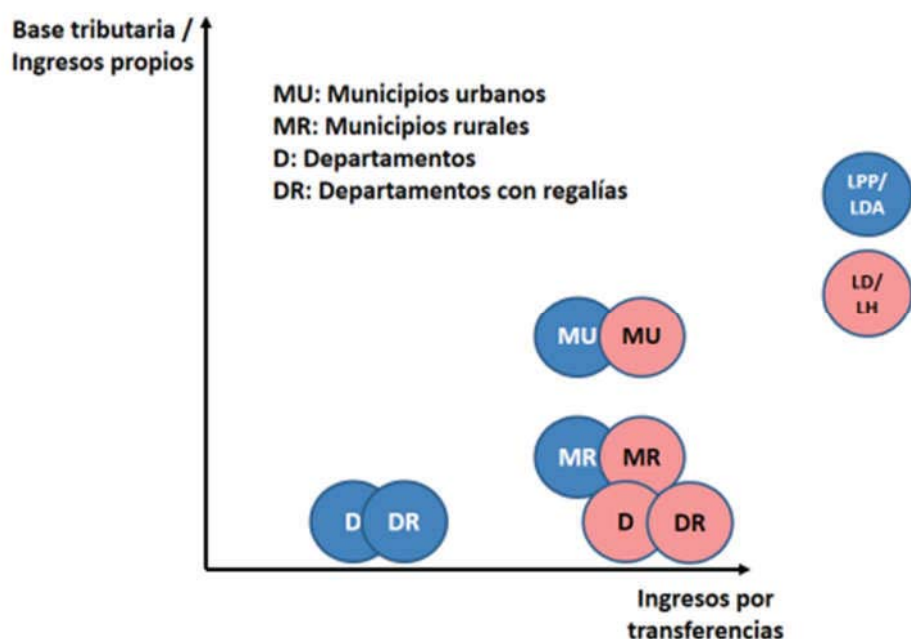 Base tributaria /
Ingresos propios
MU: Municipios urbanos
MR: Municipios rurales
D: Departamentos
DR: Departamentos con regalías
LPP/
LDA
LD/
LH
MU MU
MR MR
D DR D DR
Ingresos por
transferencias